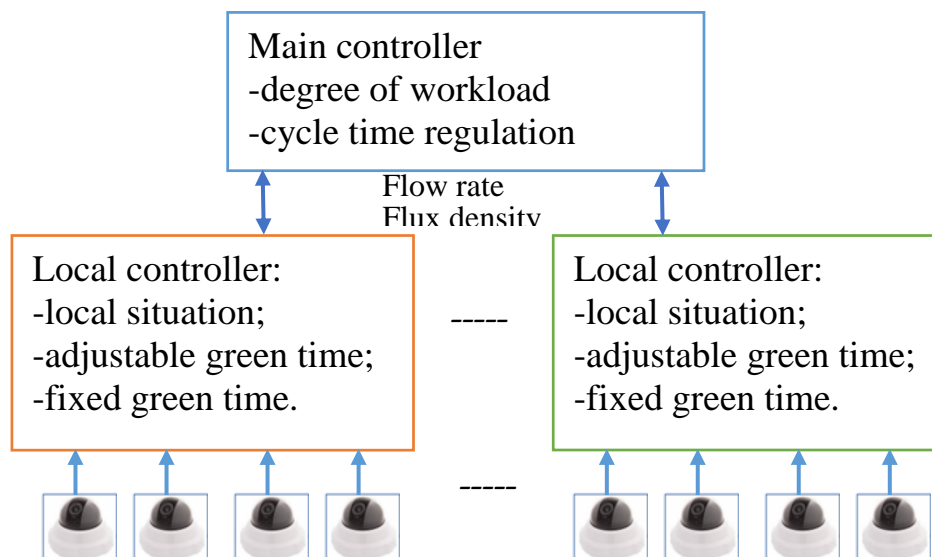 Main controller
-degree of workload
-cycle time regulation
Flow rate
Flux density
Local controller:
-local situation;
-adjustable green time;
-fixed green time.
-----
Local controller:
-local situation;
-adjustable green time;
-fixed green time.
-----